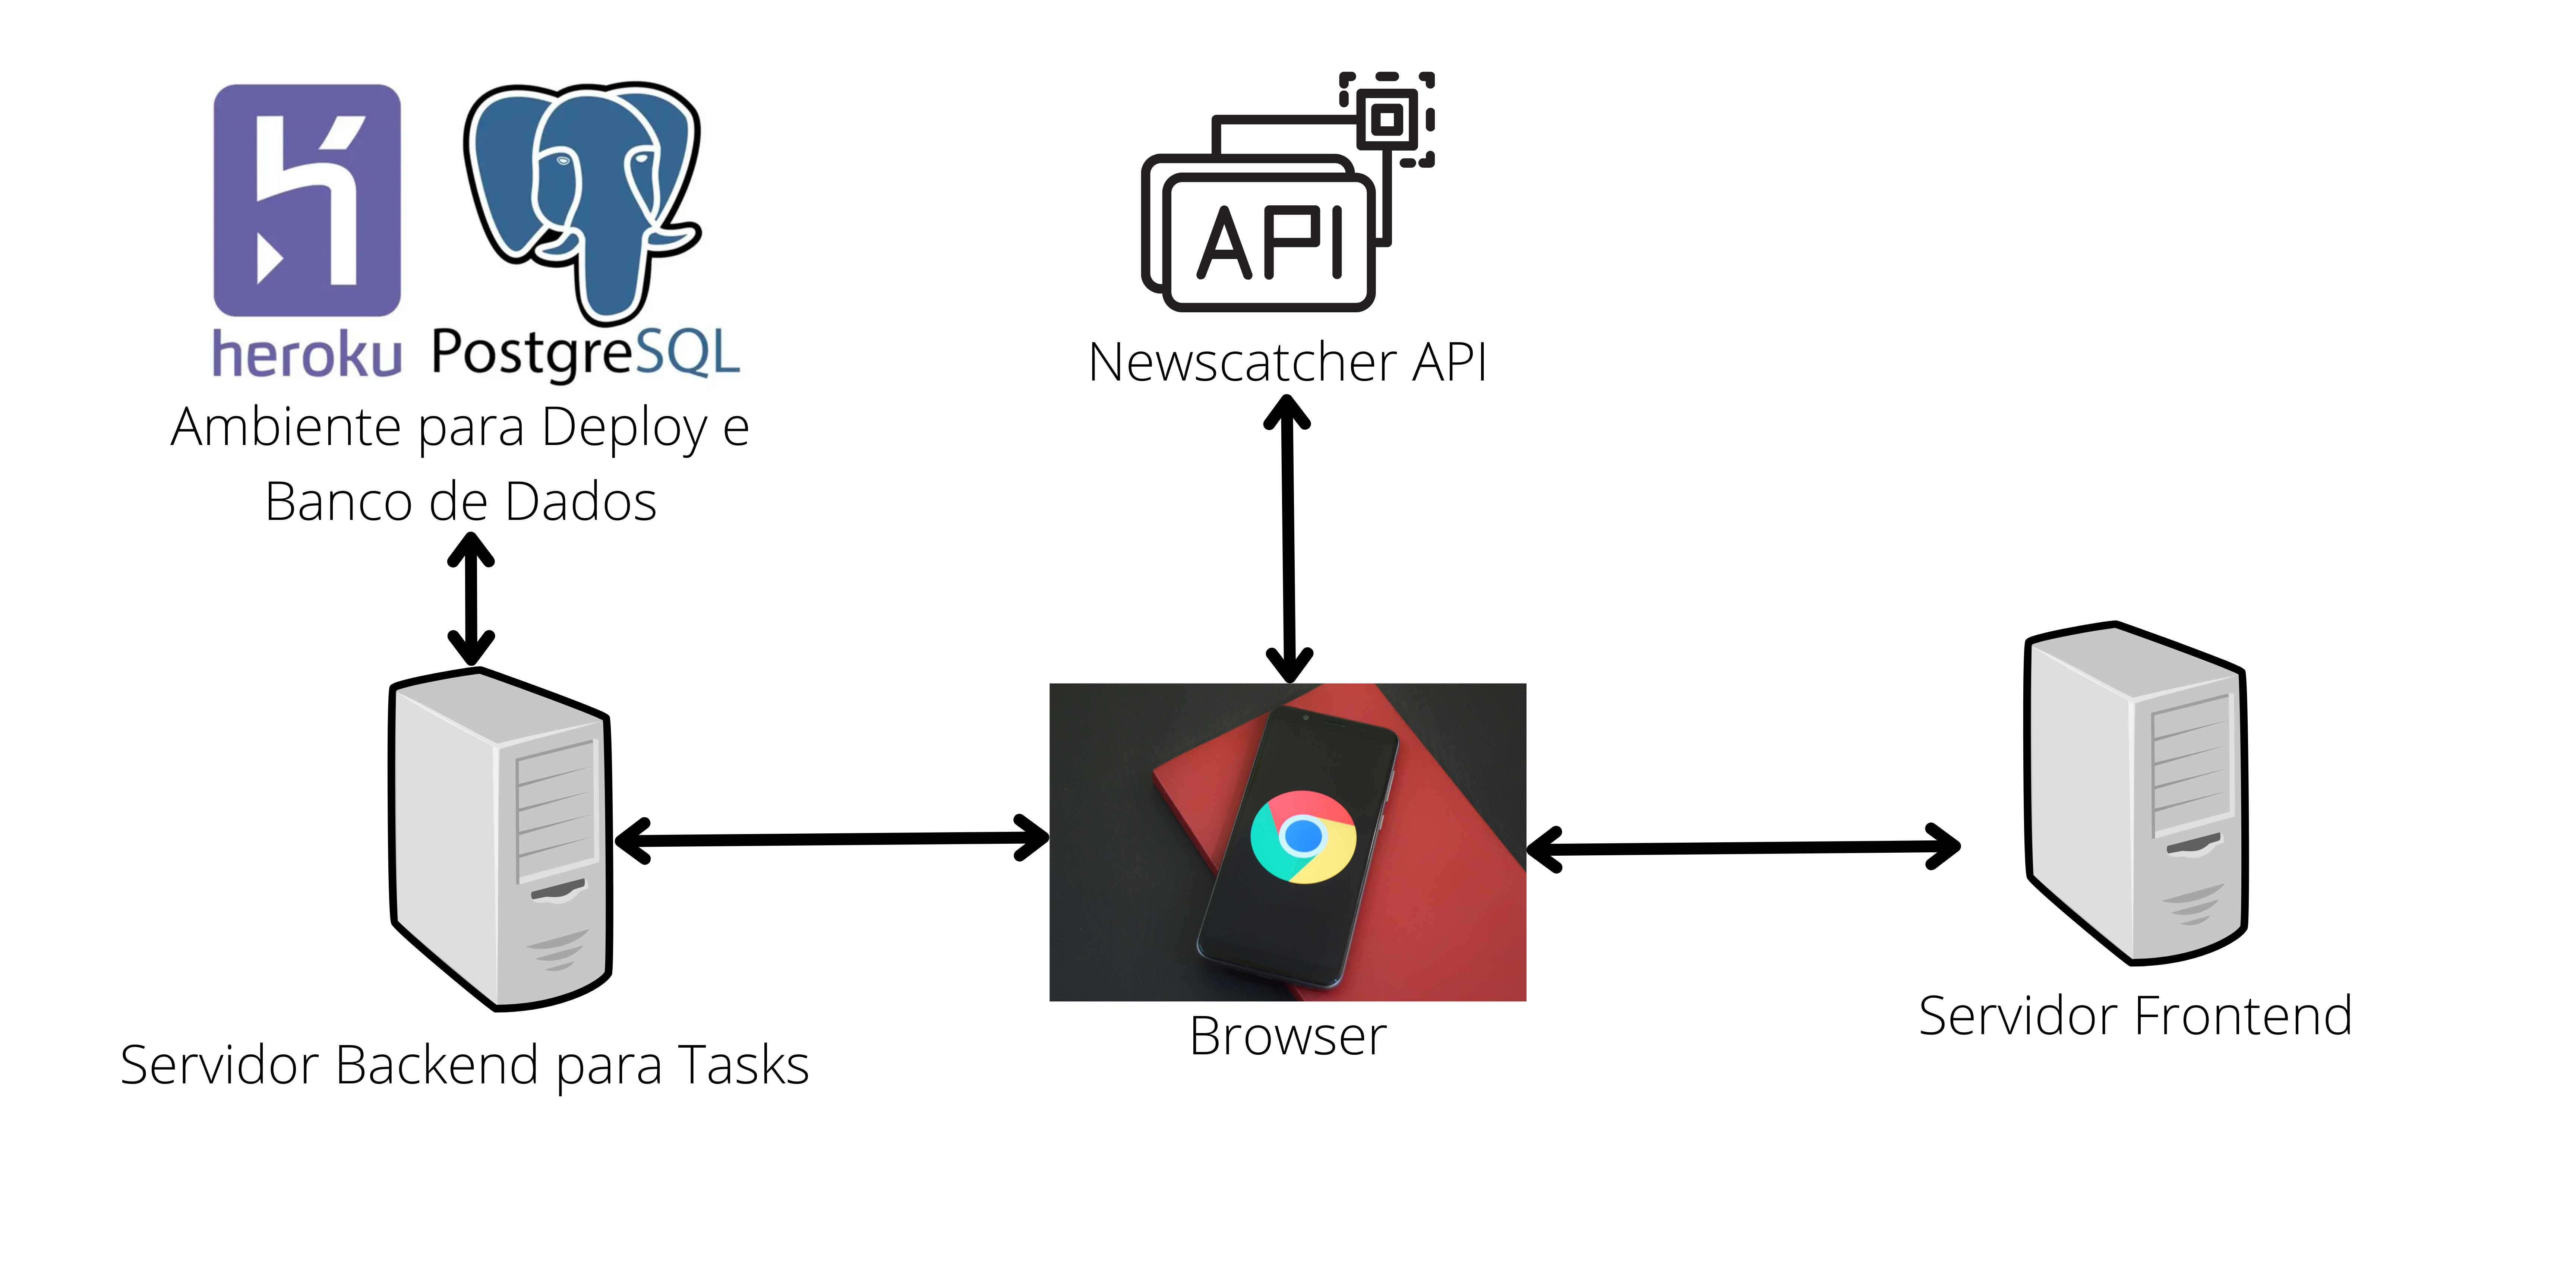 heroku
PostgreSQL
Ambiente para Deploy e
Banco de Dados
API
Newscatcher API
Servidor Backend para Tasks
Browser
Servidor Frontend